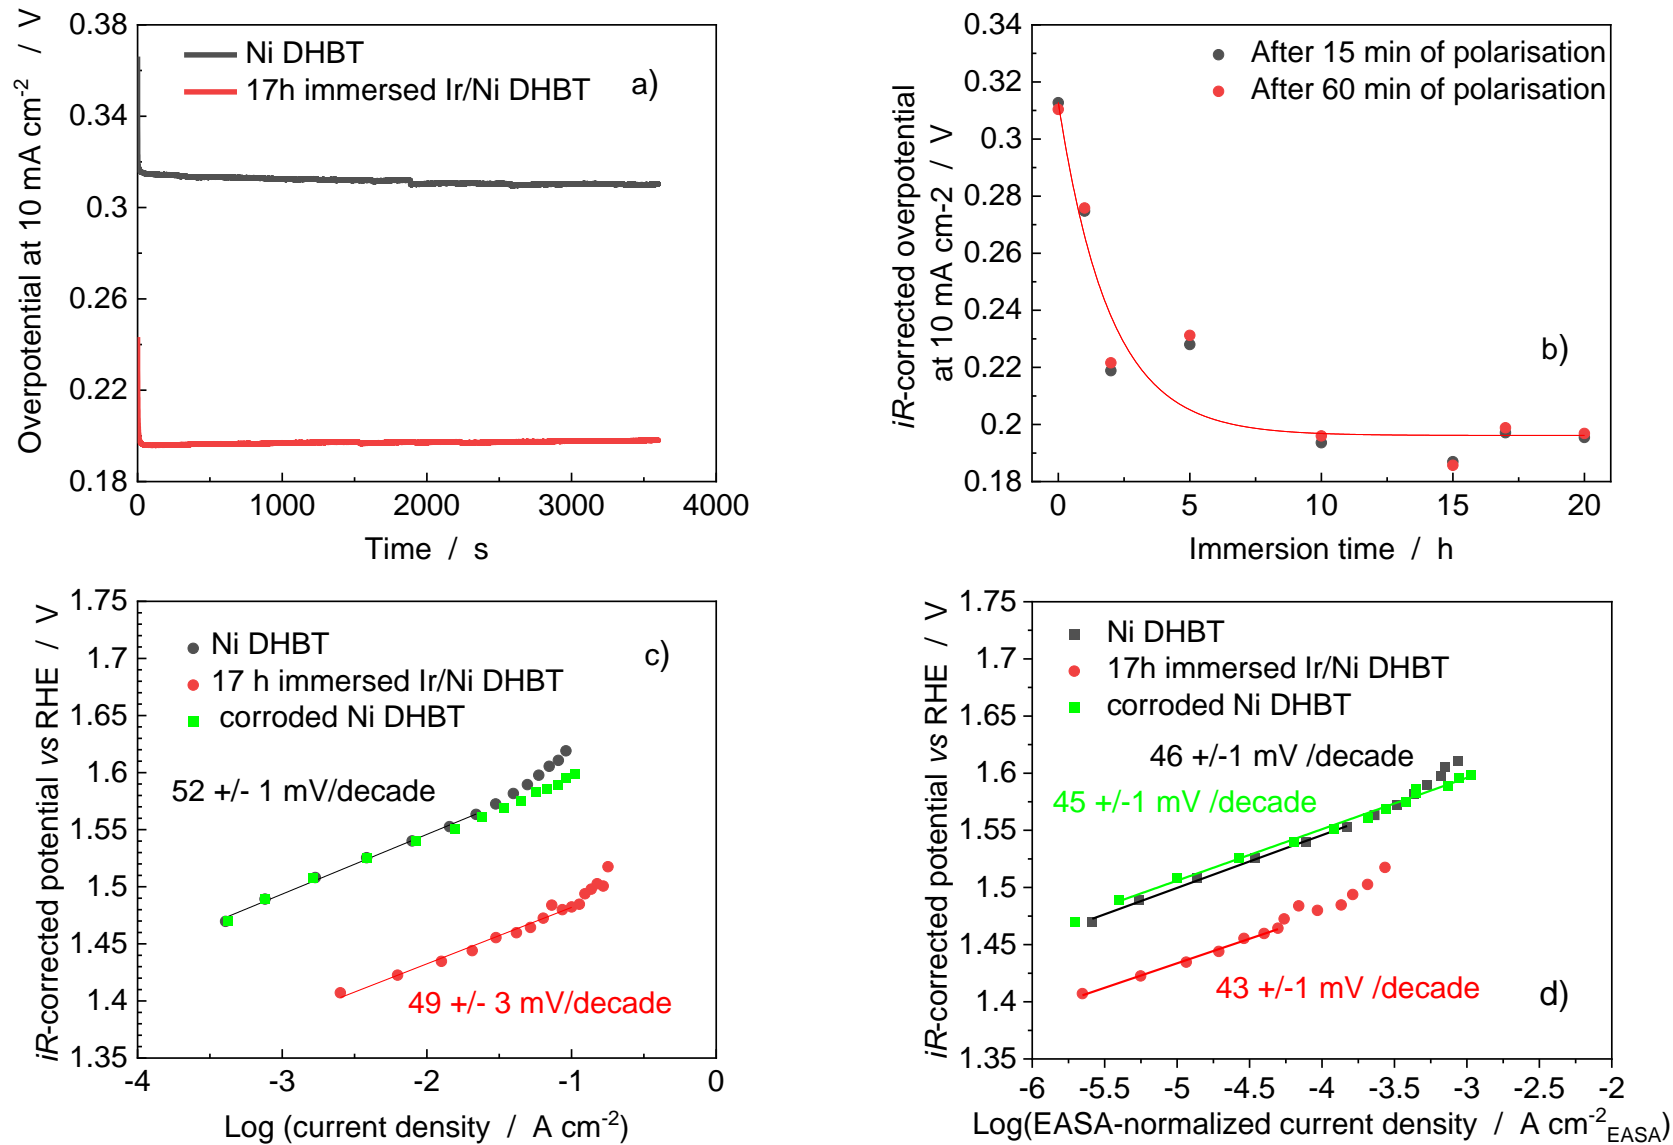 Overpotential at 10 mA cm-2 / V
0.38
0.34
0.3
0.26
0.22
0.18
Ni DHBT
17h immersed Ir/Ni DHBT
a)
0 1000 2000 3000 4000
Time / s
iR-corrected overpotential
at 10 mA cm-2 / V
0.34
0.32
0.3
0.28
0.26
0.24
0.22
0.2
0.18
After 15 min of polarisation
After 60 min of polarisation
b)
0 5 10 15 20
Immersion time / h
iR-corrected potential vs RHE / V
1.75
1.7
1.65
1.6
1.55
1.5
1.45
1.4
1.35
Ni DHBT
17 h immersed Ir/Ni DHBT
corroded Ni DHBT
c)
52 +/- 1 mV/decade
49 +/- 3 mV/decade
-4 -3 -2 -1 0
Log (current density / A cm-2)
iR-corrected potential vs RHE / V
1.75
1.7
1.65
1.6
1.55
1.5
1.45
1.4
1.35
Ni DHBT
17h immersed Ir/Ni DHBT
corroded Ni DHBT
46 +/-1 mV /decade
45 +/-1 mV /decade
43 +/-1 mV /decade
d)
-6 -5.5 -5 -4.5 -4 -3.5 -3 -2.5 -2
Log(EASA-normalized current density / A cm-2EASA)